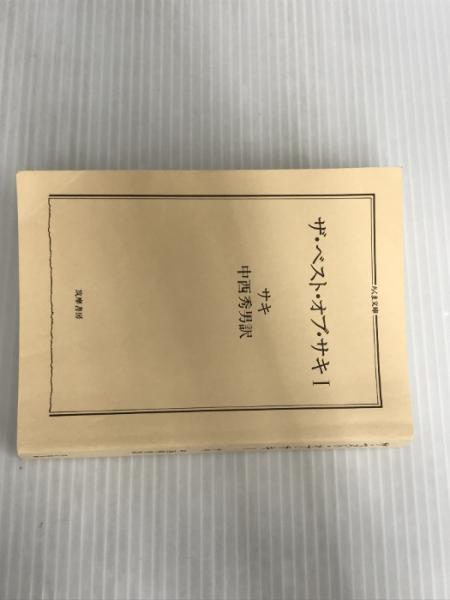 ちくま文庫
ザ・ベスト・オブ・サキ I
サキ
中西秀男訳
筑摩書房